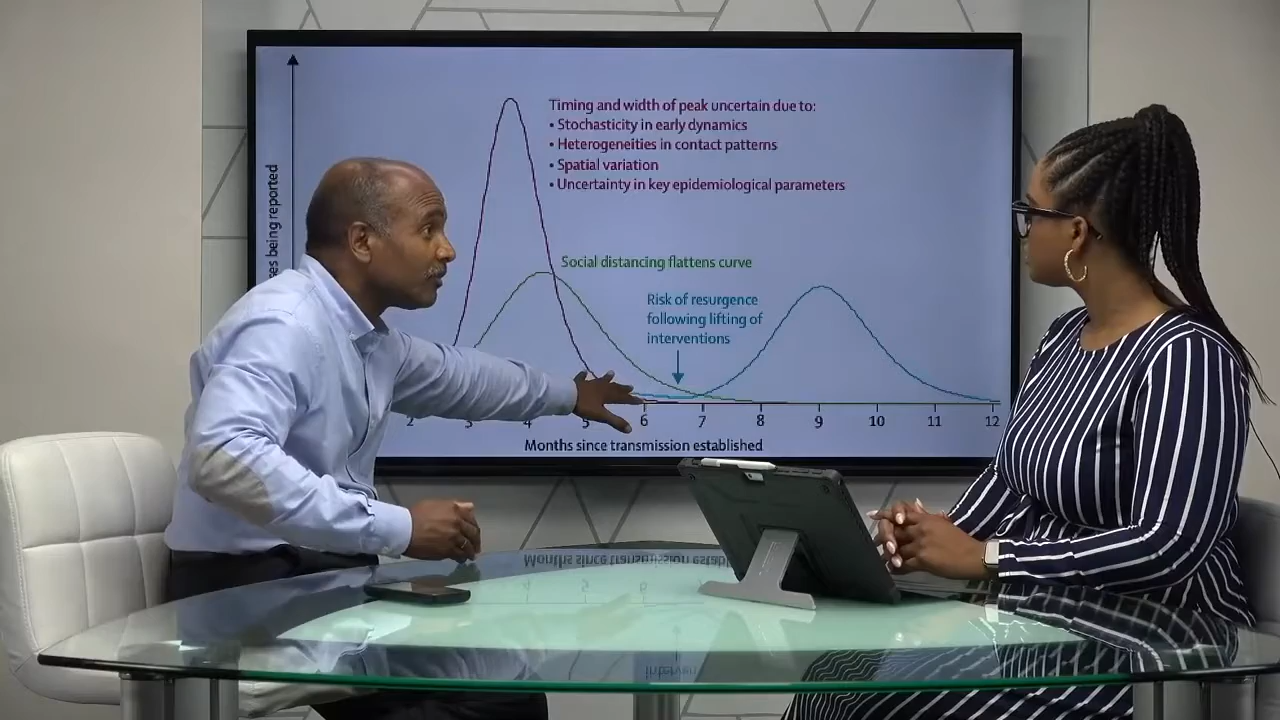 Timing and width of peak uncertain due to:
• Stochasticity in early dynamics
• Heterogeneities in contact patterns
• Spatial variation
• Uncertainty in key epidemiological parameters
being reported
Social distancing flattens curve
Risk of resurgence
following lifting of
interventions
2 3 4 5 6 7 8 9 10 11 12
Months since transmission established